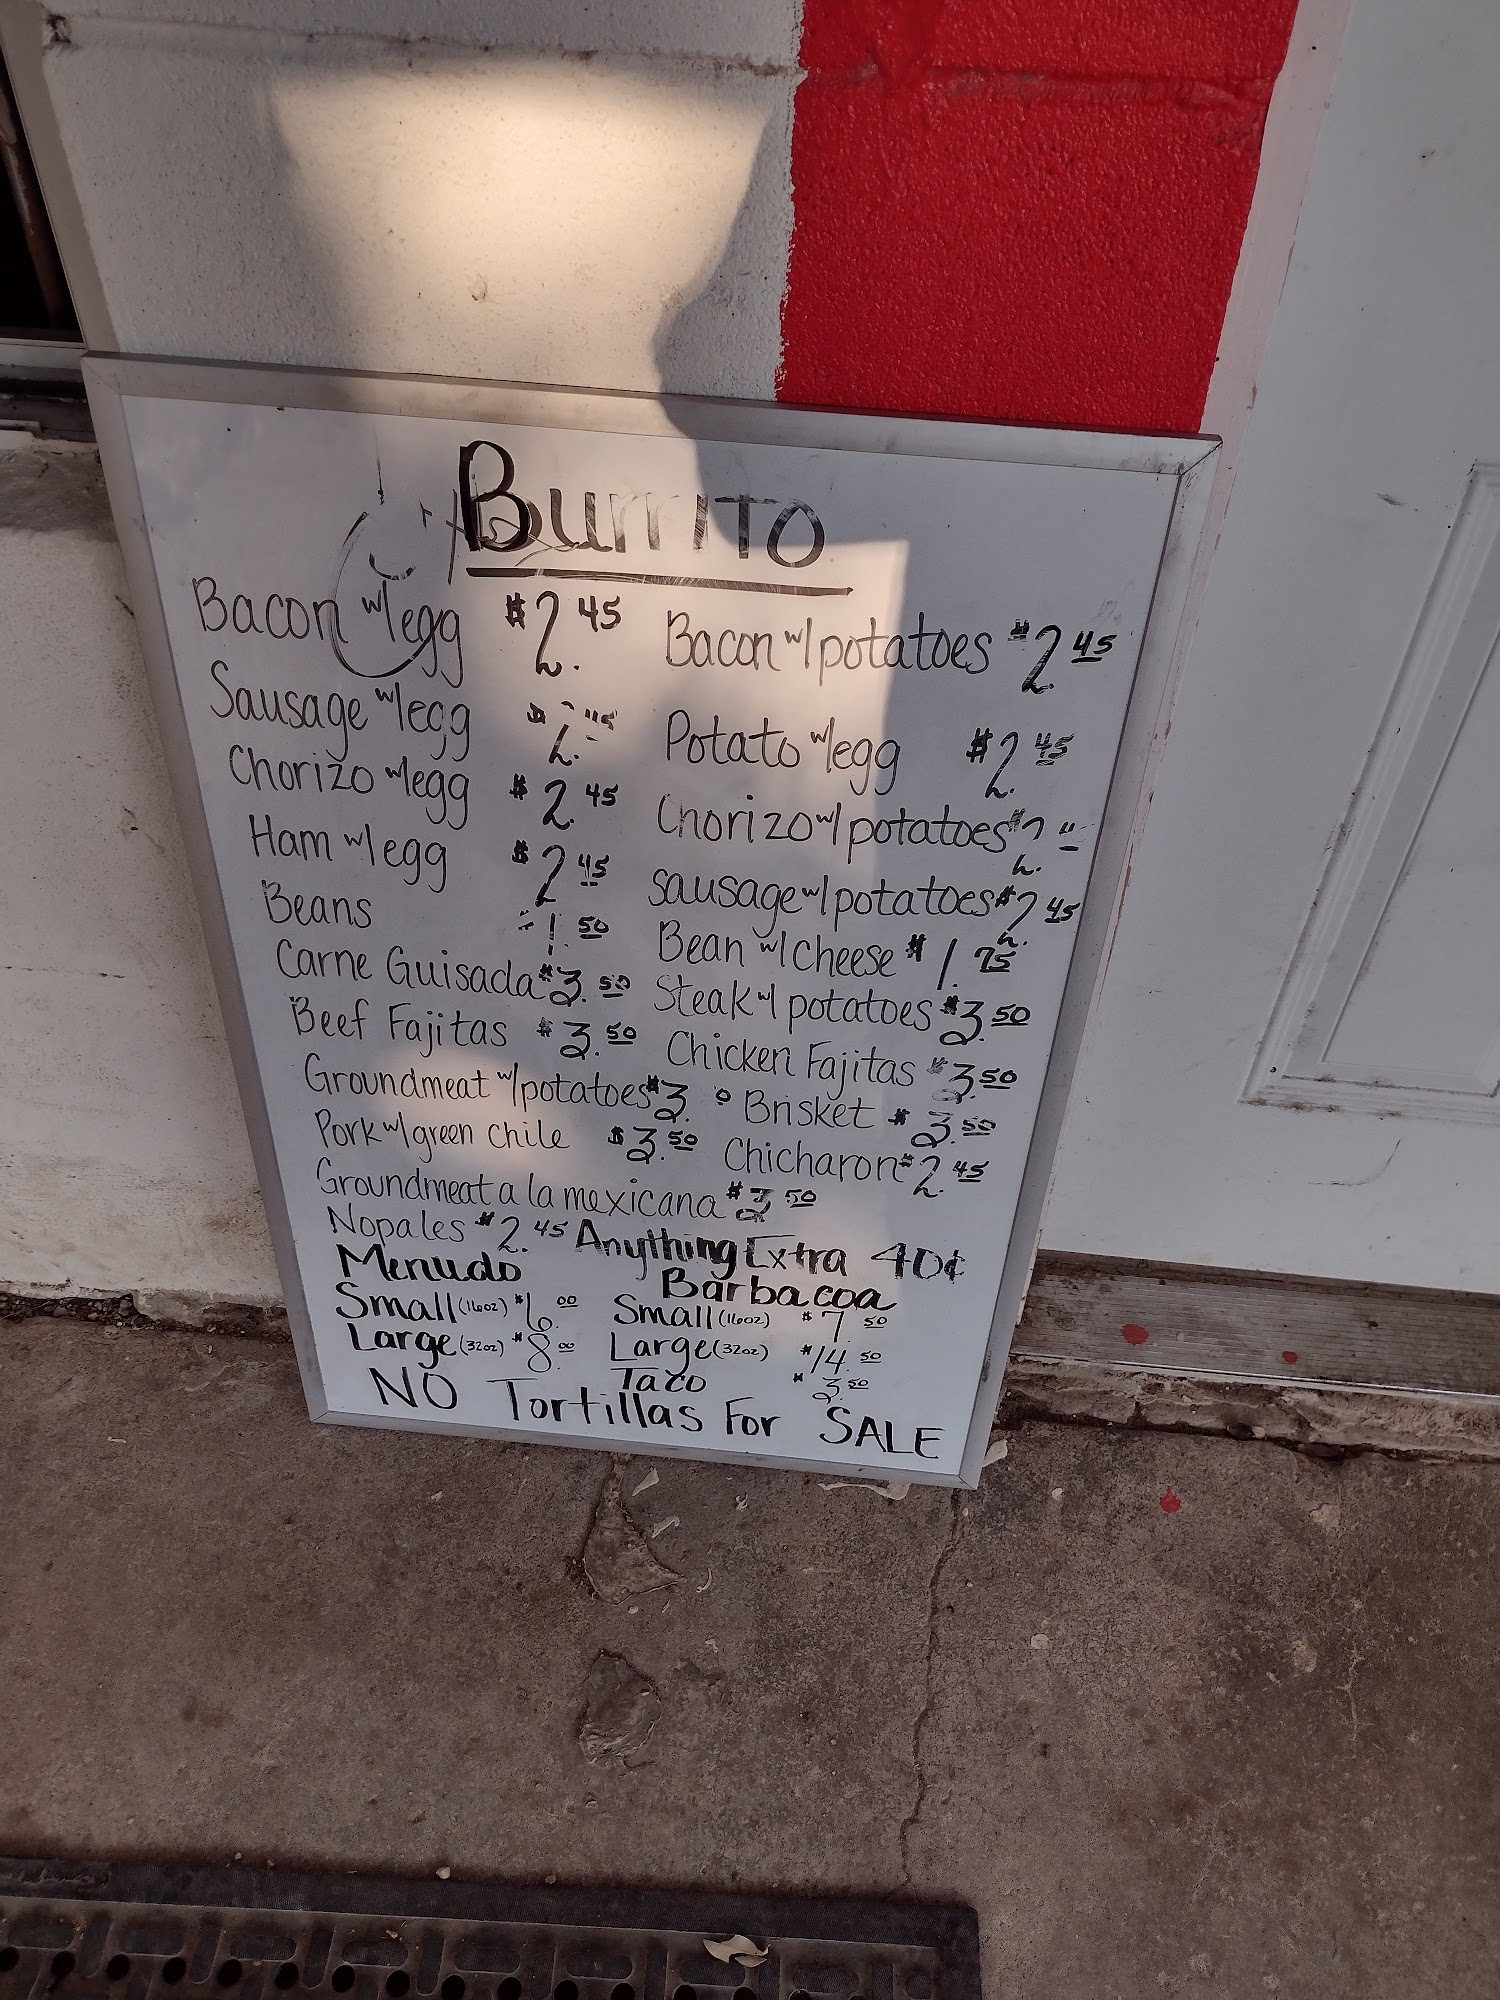 Burrito
Bacon w/egg $2.45 Bacon w/potatoes $2.45
Sausage w/egg $2. Potato w/egg $2.45
Chorizo w/egg $2.45 Chorizo w/potatoes $2.
Ham w/egg $2.45 Sausage w/potatoes $2.45
Beans 1.50 Bean w/cheese $1.75
Carne Guisada $3.50 Steak w/potatoes $3.50
Beef Fajitas $3.50 Chicken Fajitas $3.50
Groundmeat w/potatoes $3. Brisket $3.50
Pork w/green chile $3.50 Chicharon $2.45
Groundmeat a la mexicana $3.50
Nopales $2.45 Anything Extra 40¢
Menudo Barbacoa
Small (16oz) $6.00 Small (16oz) $7.50
Large (32oz) $8.00 Large (32oz) $14.50
Taco $3.50
NO Tortillas For SALE